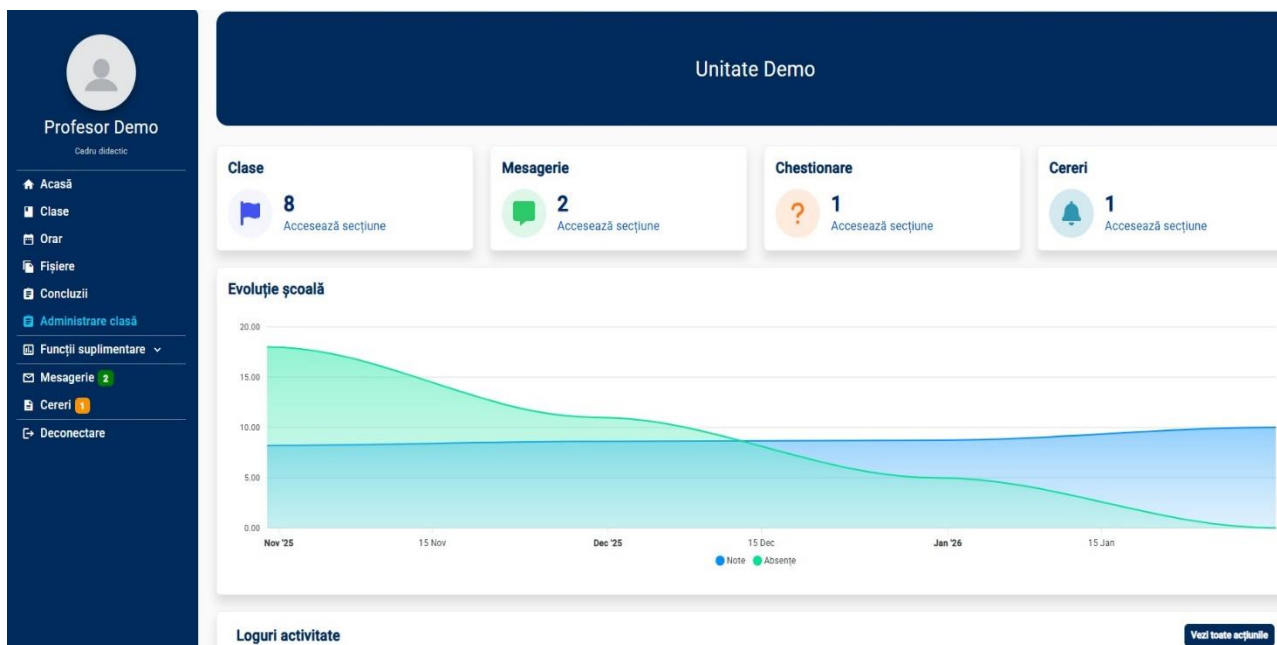 Profesor Demo
Cadru didactic
Acasă
Clase
Orar
Fișiere
Concluzii
Administrare clasă
Funcții suplimentare
Mesagerie 2
Cereri 1
Deconectare
Unitate Demo
Clase
8
Accesează secțiune
Mesagerie
2
Accesează secțiune
Chestionare
?
1
Accesează secțiune
Cereri
1
Accesează secțiune
Evoluție școală
20.00
15.00
10.00
5.00
0.00
Nov '25 15 Nov Dec '25 15 Dec Jan '26 15 Jan
Note Absențe
Loguri activitate
Vezi toate acțiunile